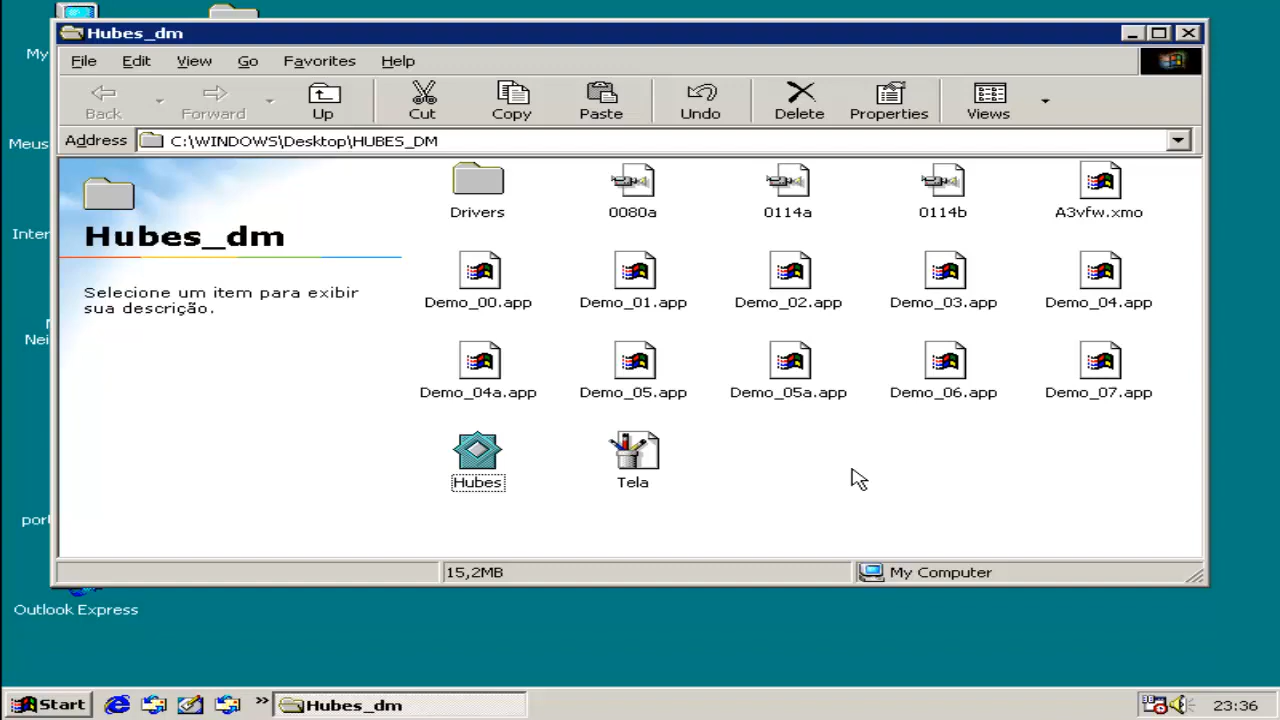 Hubes_dm
My
File Edit View Go Favorites Help
Back Forward Up Cut Copy Paste Undo Delete Properties Views
Address C:\WINDOWS\Desktop\HUBES_DM
Meus
Drivers 0080a 0114a 0114b A3vfw.xmo
Hubes_dm
Inter
Selecione um item para exibir
sua descrição.
Demo_00.app Demo_01.app Demo_02.app Demo_03.app Demo_04.app
Nei
Demo_04a.app Demo_05.app Demo_05a.app Demo_06.app Demo_07.app
Hubes Tela
port
15,2MB My Computer
Outlook Express
Start » Hubes_dm 23:36